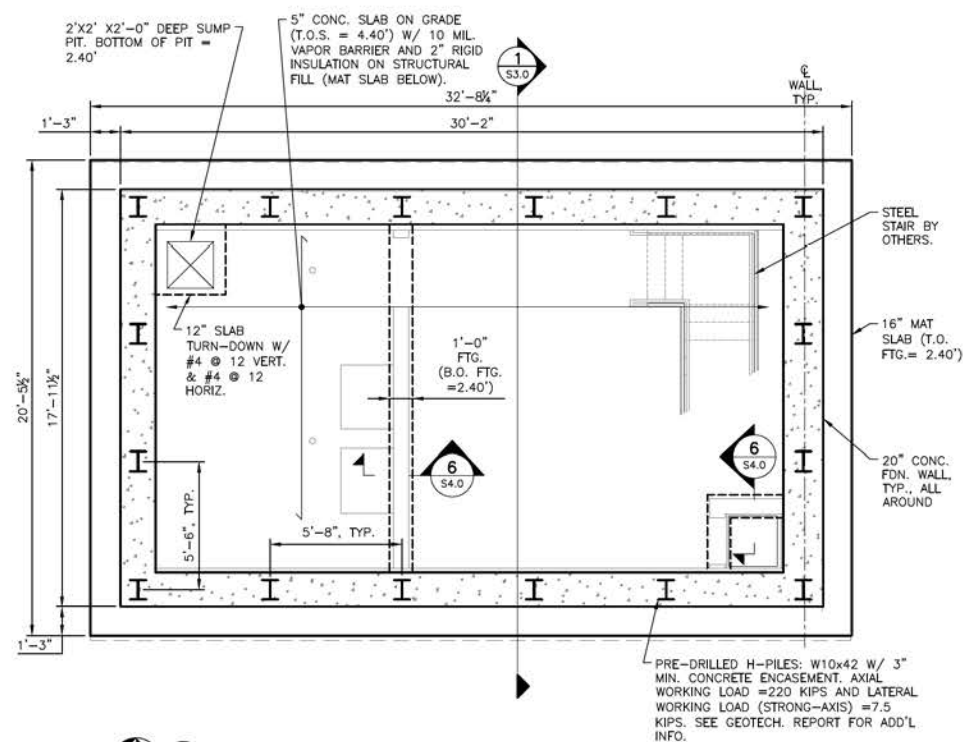 2'X2' X2'-0" DEEP SUMP
PIT. BOTTOM OF PIT =
2.40'
5" CONC. SLAB ON GRADE
(T.O.S. = 4.40') W/ 10 MIL.
VAPOR BARRIER AND 2" RIGID
INSULATION ON STRUCTURAL
FILL (MAT SLAB BELOW).
1
S3.0
℄
WALL,
TYP.
32'-8¼"
1'-3"
30'-2"
STEEL
STAIR BY
OTHERS.
12" SLAB
TURN-DOWN W/
#4 @ 12 VERT.
& #4 @ 12
HORIZ.
1'-0"
FTG.
(B.O. FTG.
=2.40')
16" MAT
SLAB (T.O.
FTG.= 2.40')
20'-5½"
17'-11½"
6
S4.0
6
S4.0
20" CONC.
FDN. WALL,
TYP., ALL
AROUND
5'-6", TYP.
5'-8", TYP.
1'-3"
PRE-DRILLED H-PILES: W10x42 W/ 3"
MIN. CONCRETE ENCASEMENT. AXIAL
WORKING LOAD =220 KIPS AND LATERAL
WORKING LOAD (STRONG-AXIS) =7.5
KIPS. SEE GEOTECH. REPORT FOR ADD'L
INFO.